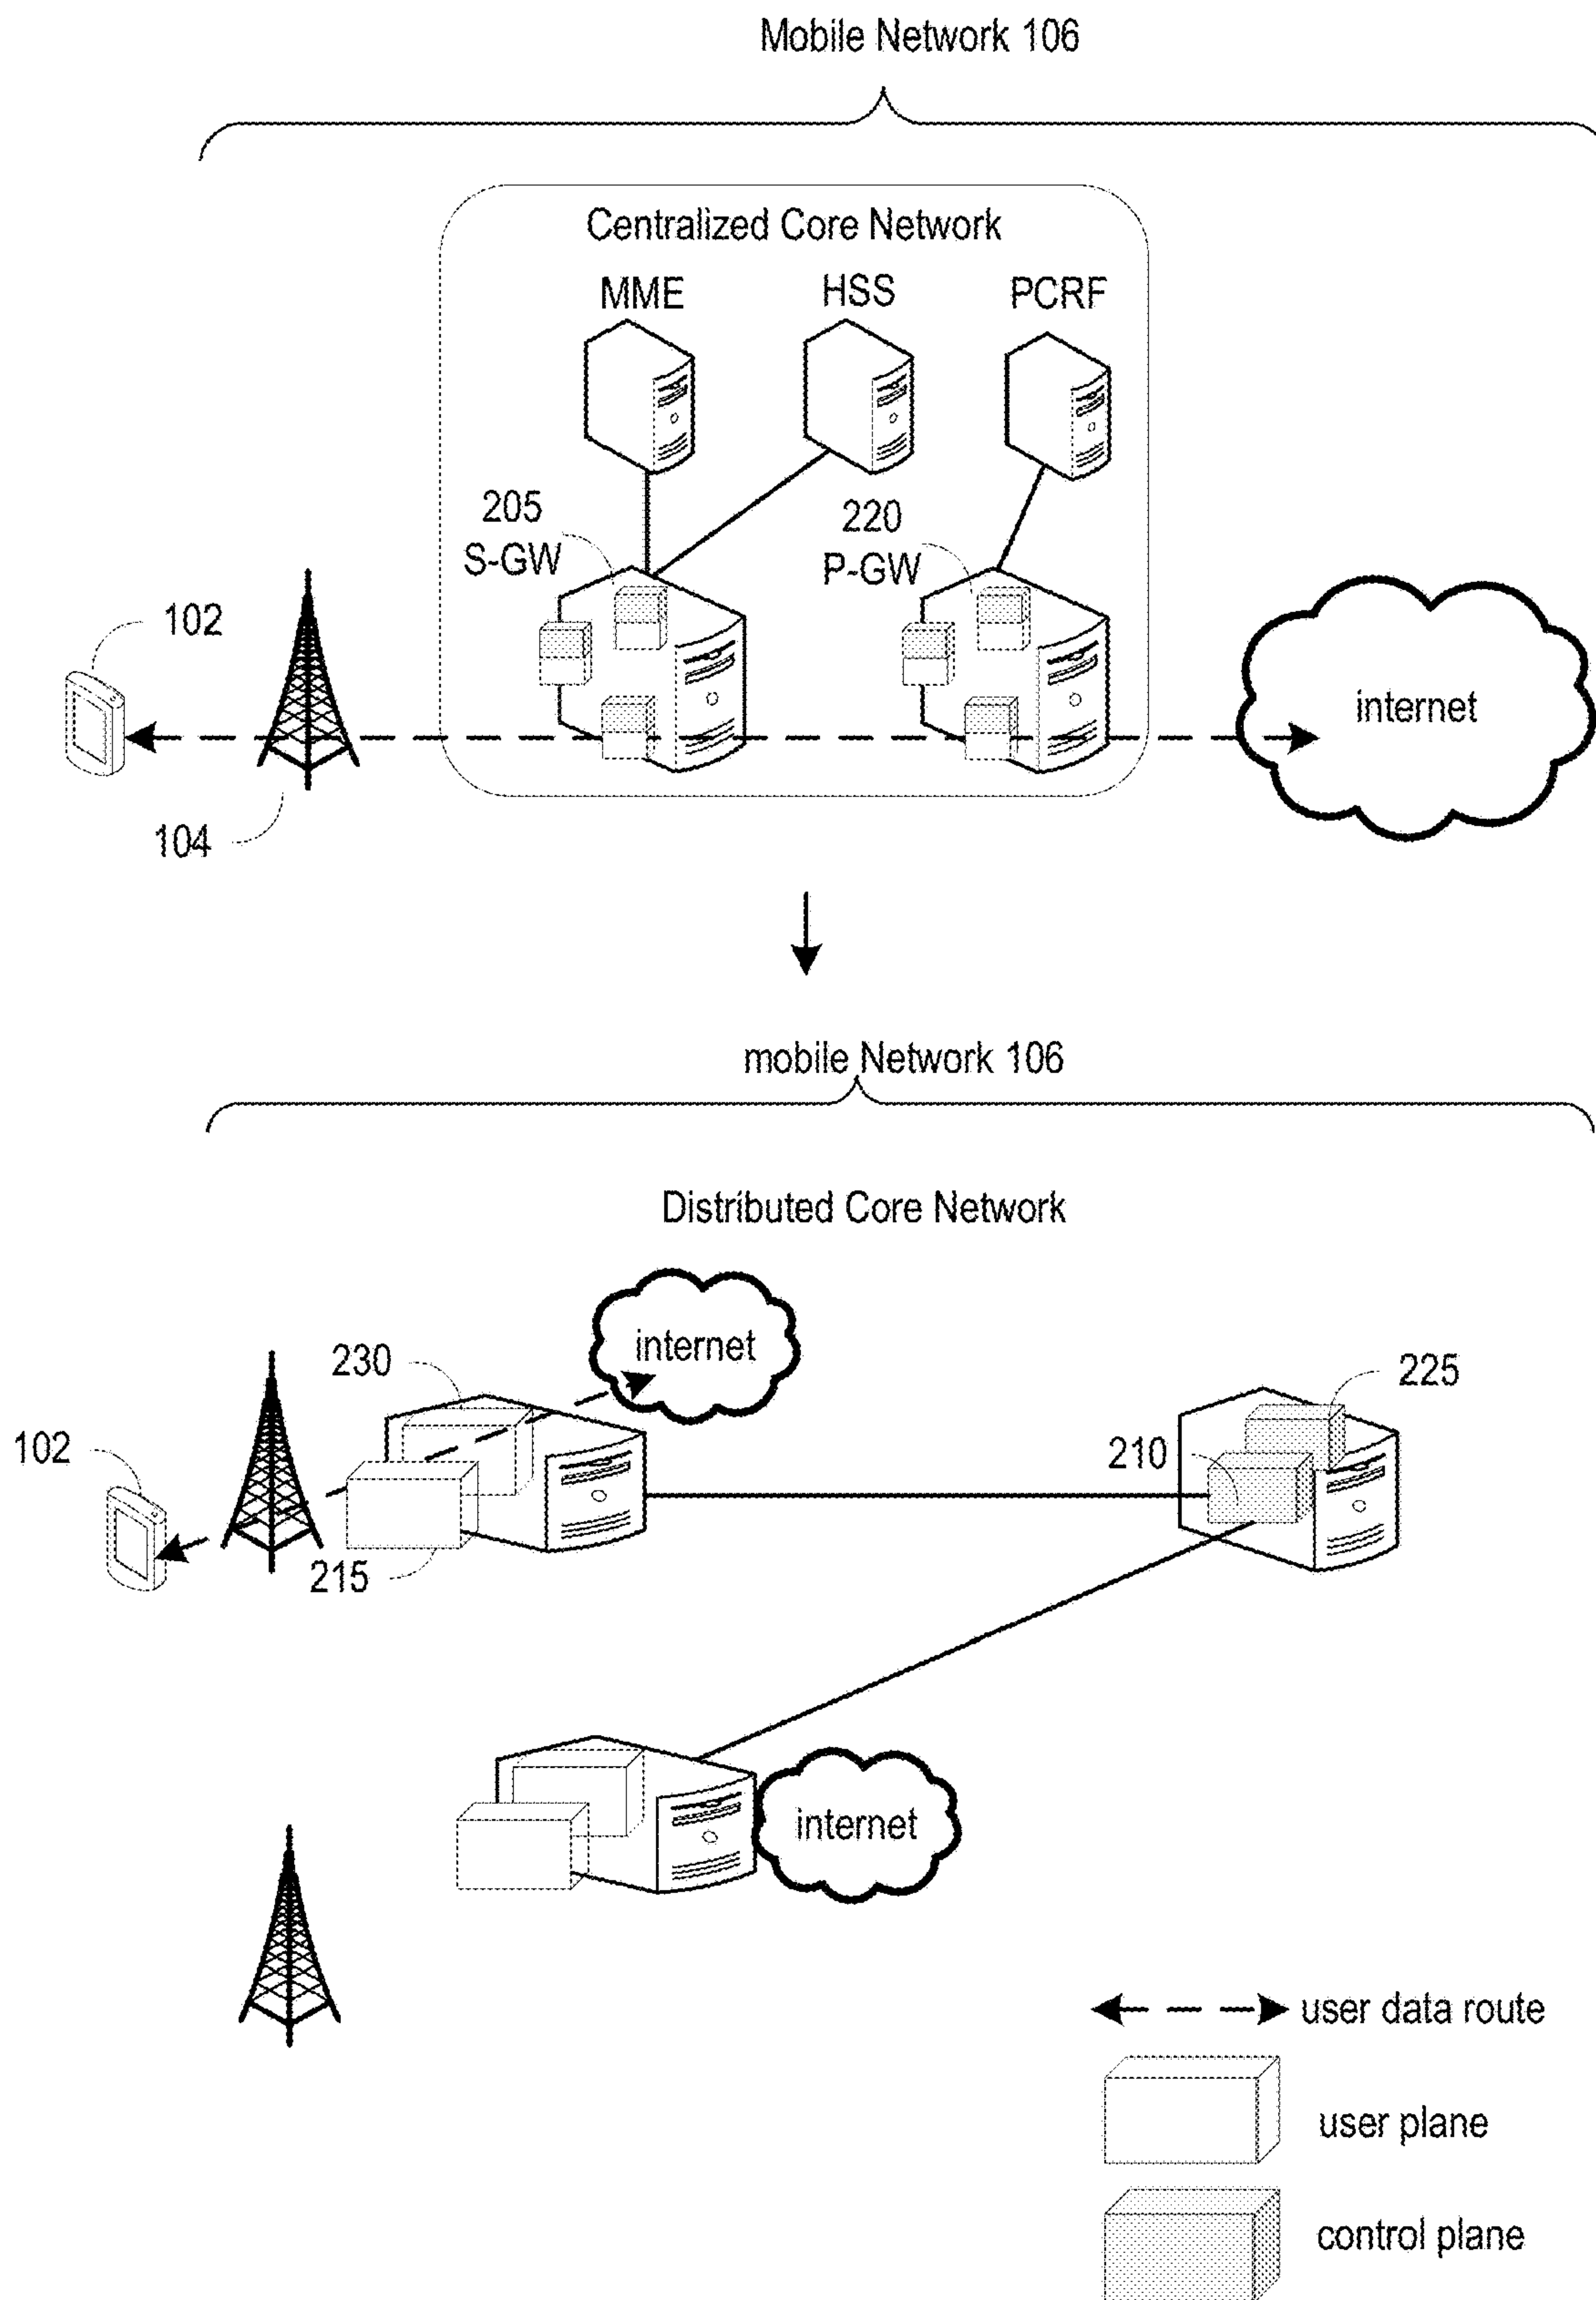 Mobile Network 106
Centralized Core Network
MME
HSS
PCRF
205
S-GW
220
P-GW
102
internet
104
mobile Network 106
Distributed Core Network
internet
230
225
102
210
215
internet
user data route
user plane
control plane